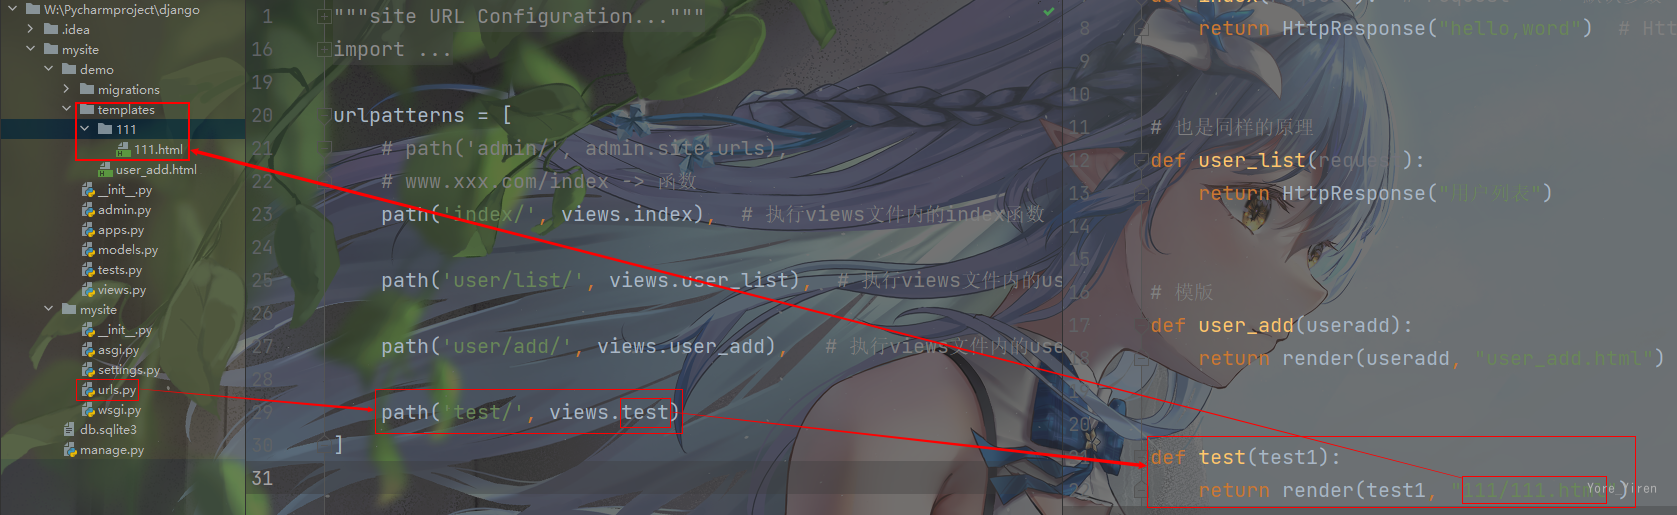 W:\Pycharmproject\django
.idea
mysite
demo
migrations
templates
111
111.html
user_add.html
__init__.py
admin.py
apps.py
models.py
tests.py
views.py
mysite
__init__.py
asgi.py
settings.py
urls.py
wsgi.py
db.sqlite3
manage.py
1 """site URL Configuration..."""
16 import ...
19
20 urlpatterns = [
21 # path('admin/', admin.site.urls),
22 # www.xxx.com/index -> 函数
23 path('index/', views.index), # 执行views文件内的index函数
24
25 path('user/list/', views.user_list), # 执行views文件内的us
26
27 path('user/add/', views.user_add), # 执行views文件内的use
28
29 path('test/', views.test)
30 ]
31
8 return HttpResponse("hello,word") # Htt
9
10
11 # 也是同样的原理
12 def user_list(reques ):
13 return HttpResponse("用户列表")
14
15
16 # 模版
17 def user_add(useradd):
18 return render(useradd, "user_add.html")
20
21 def test(test1):
return render(test1, "111/111.htm )
Yore Yiren